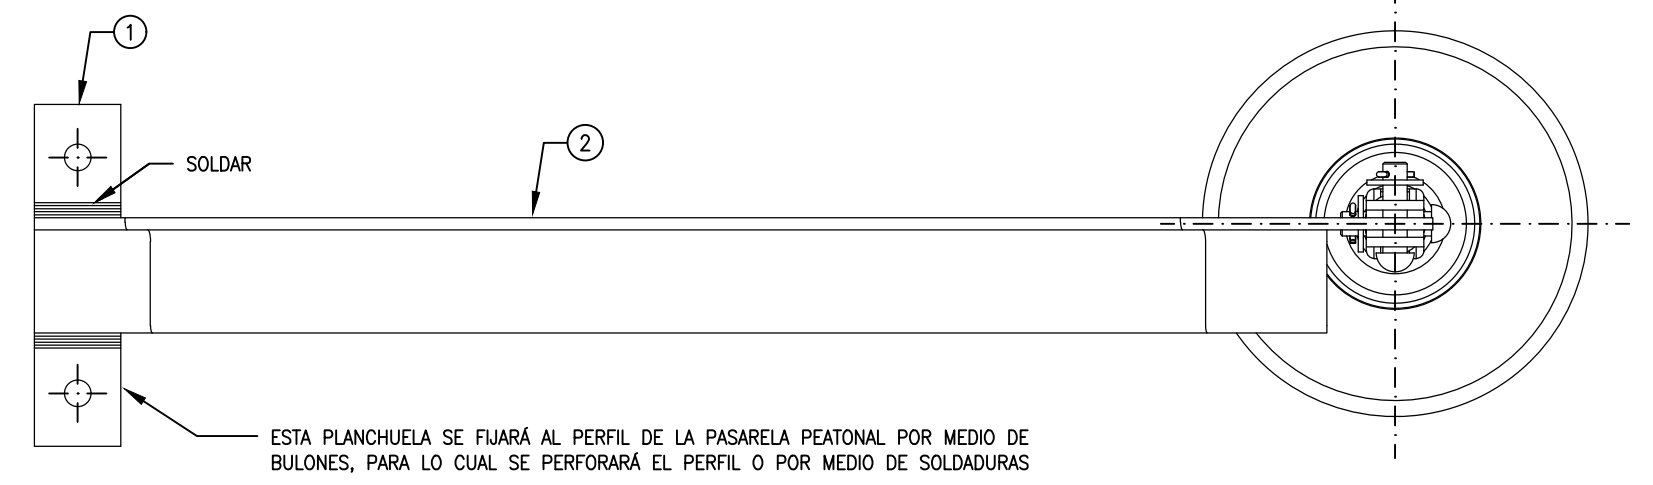 1
2
SOLDAR
ESTA PLANCHUELA SE FIJARÁ AL PERFIL DE LA PASARELA PEATONAL POR MEDIO DE
BULONES, PARA LO CUAL SE PERFORARÁ EL PERFIL O POR MEDIO DE SOLDADURAS